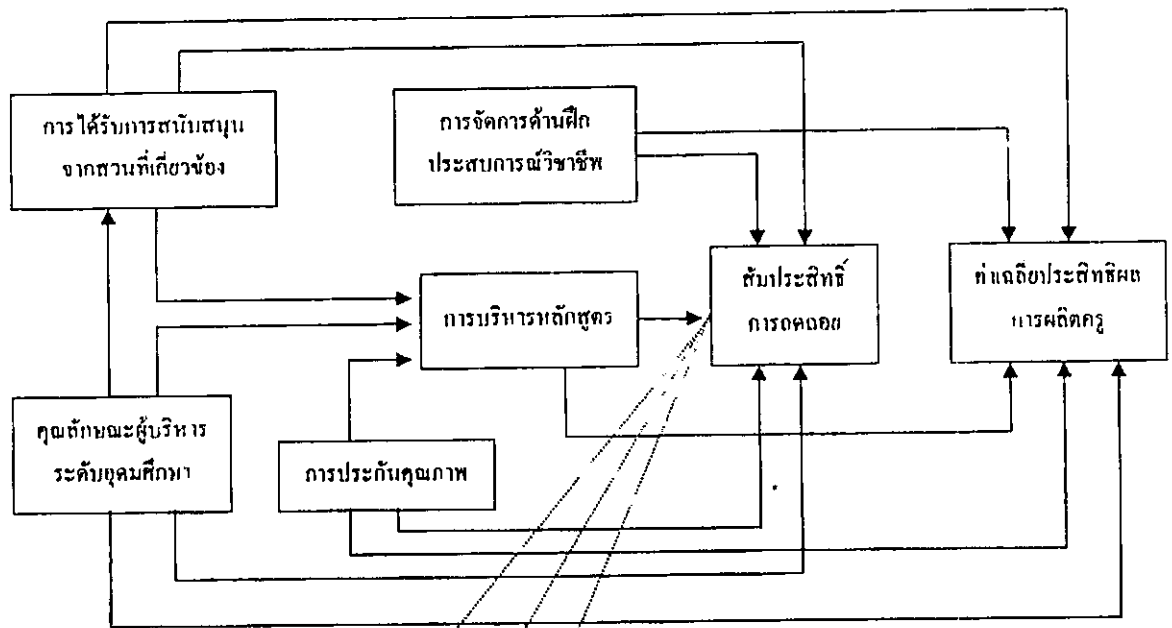 การได้รับการสนับสนุน
จากส่วนที่เกี่ยวข้อง
การจัดการด้านฝึก
ประสบการณ์วิชาชีพ
สัมประสิทธิ์
การถดถอย
ค่าเฉลี่ยประสิทธิผล
การผลิตครู
การบริหารหลักสูตร
คุณลักษณะผู้บริหาร
ระดับอุดมศึกษา
การประกันคุณภาพ